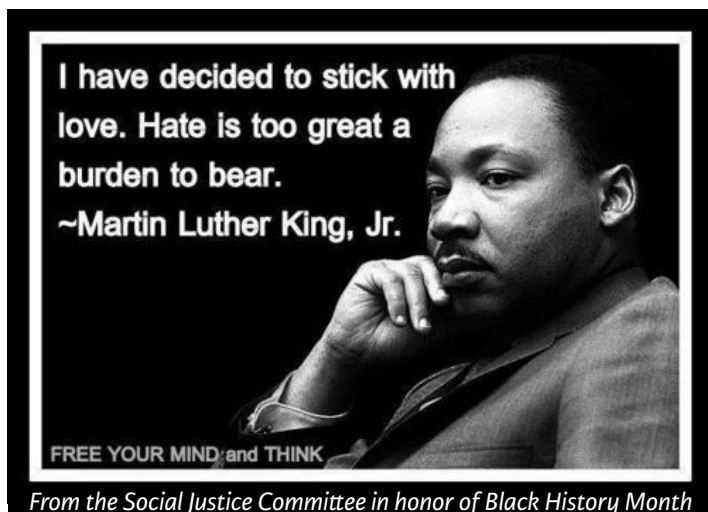 I have decided to stick with
love. Hate is too great a
burden to bear.
~Martin Luther King, Jr.
FREE YOUR MIND and THINK
From the Social Justice Committee in honor of Black History Month